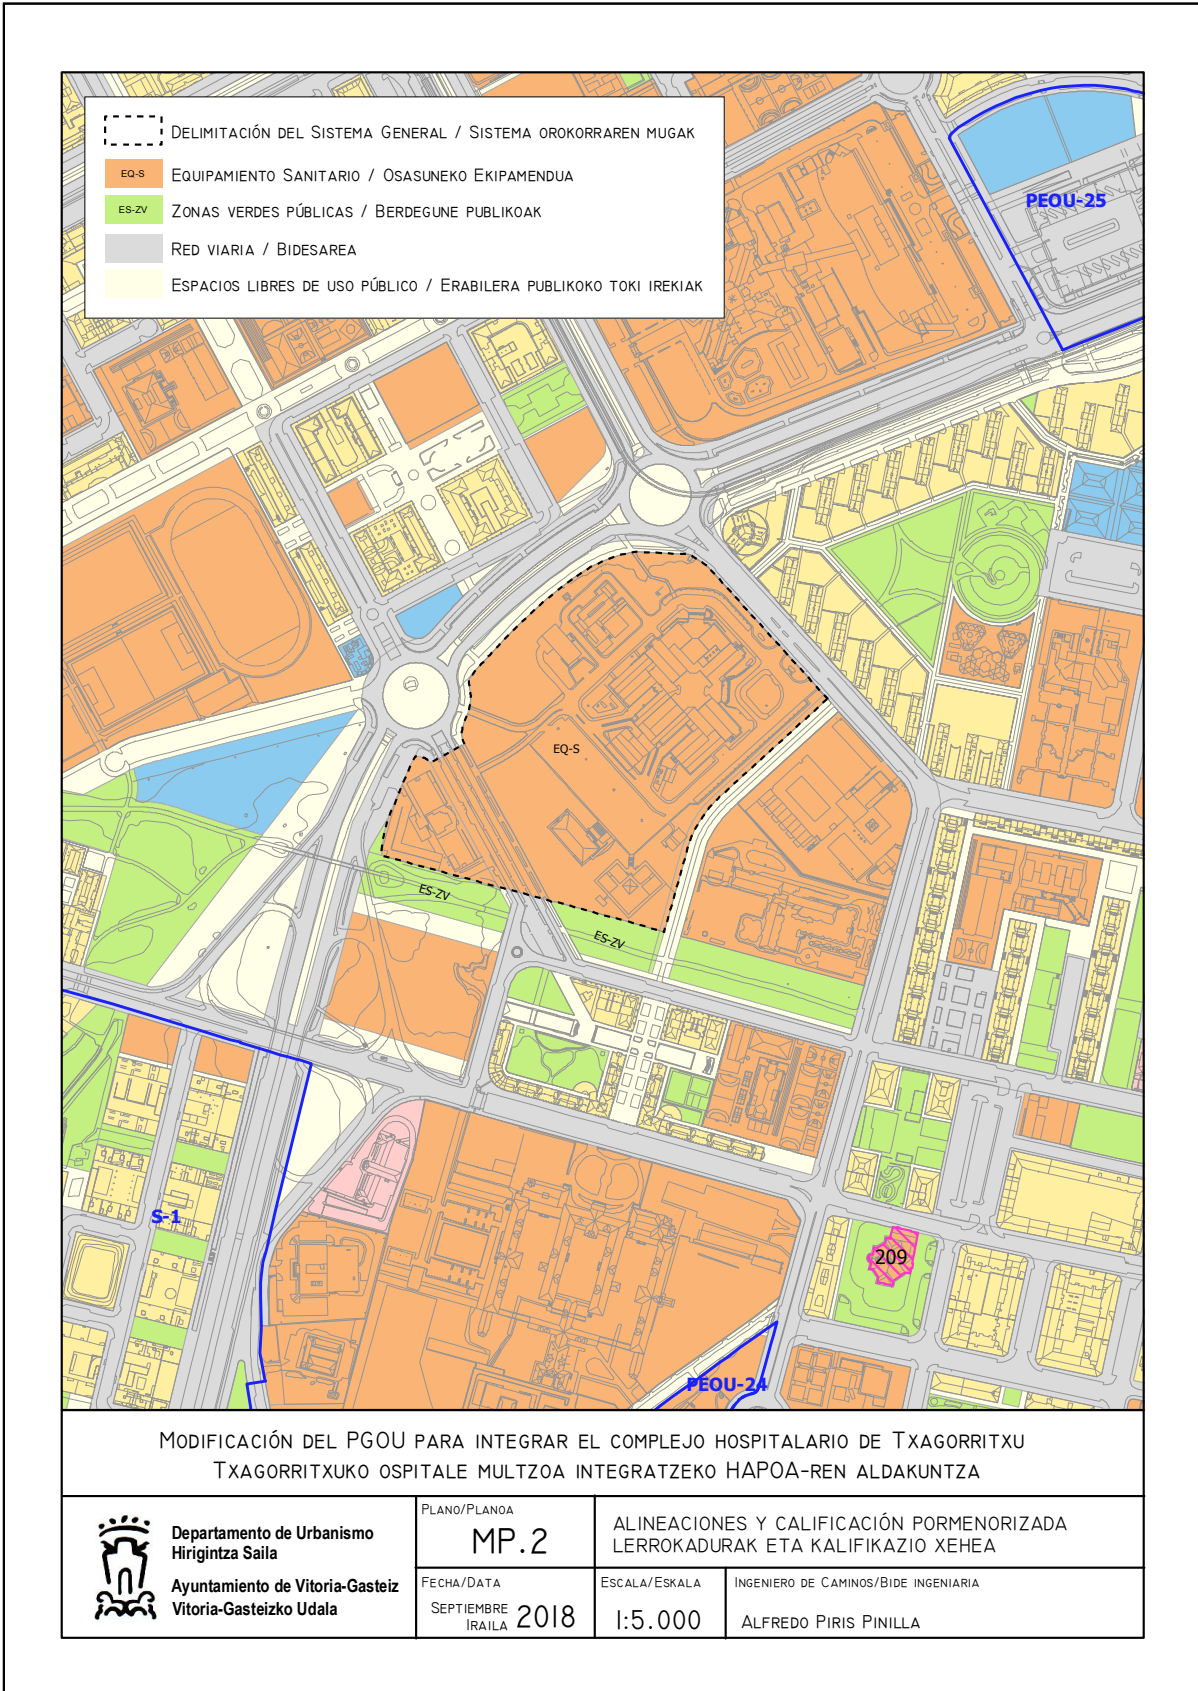 DELIMITACIÓN DEL SISTEMA GENERAL / SISTEMA OROKORRAREN MUGAK
EQ-S EQUIPAMIENTO SANITARIO / OSASUNEKO EKIPAMENDUA
ES-ZV ZONAS VERDES PÚBLICAS / BERDEGUNE PUBLIKOAK
RED VIARIA / BIDESAREA
ESPACIOS LIBRES DE USO PÚBLICO / ERABILERA PUBLIKOKO TOKI IREKIAK
PEOU-25
EQ-S
ES-ZV
ES-ZV
S-1
209
PEOU-24
MODIFICACIÓN DEL PGOU PARA INTEGRAR EL COMPLEJO HOSPITALARIO DE TXAGORRITXU
TXAGORRITXUKO OSPITALE MULTZOA INTEGRATZEKO HAPOA-REN ALDAKUNTZA
Departamento de Urbanismo
Hirigintza Saila
Ayuntamiento de Vitoria-Gasteiz
Vitoria-Gasteizko Udala
PLANO/PLANOA
MP.2
ALINEACIONES Y CALIFICACIÓN PORMENORIZADA
LERROKADURAK ETA KALIFIKAZIO XEHEA
FECHA/DATA
SEPTIEMBRE
IRAILA 2018
ESCALA/ESKALA
1:5.000
INGENIERO DE CAMINOS/BIDE INGENIARIA
ALFREDO PIRIS PINILLA